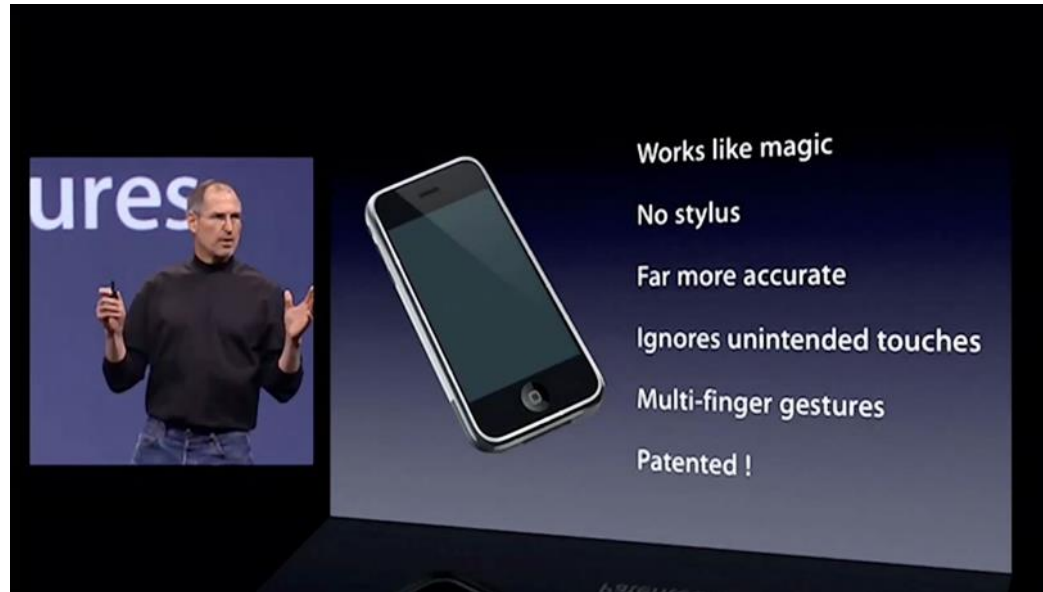 ures
Works like magic
No stylus
Far more accurate
Ignores unintended touches
Multi-finger gestures
Patented !